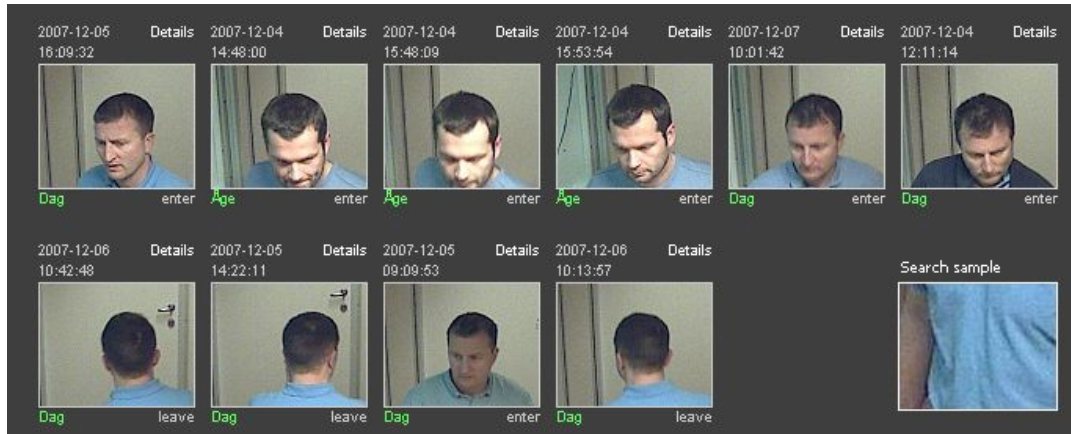 2007-12-05 Details 2007-12-04 Details 2007-12-04 Details 2007-12-04 Details 2007-12-07 Details 2007-12-04 Details
16:09:32 14:48:00 15:48:09 15:53:54 10:01:42 12:11:14
Dag enter Åge enter Åge enter Åge enter Dag enter Dag enter
2007-12-06 Details 2007-12-05 Details 2007-12-05 Details 2007-12-06 Details
10:42:48 14:22:11 09:09:53 10:13:57 Search sample
Dag leave Dag leave Dag enter Dag leave